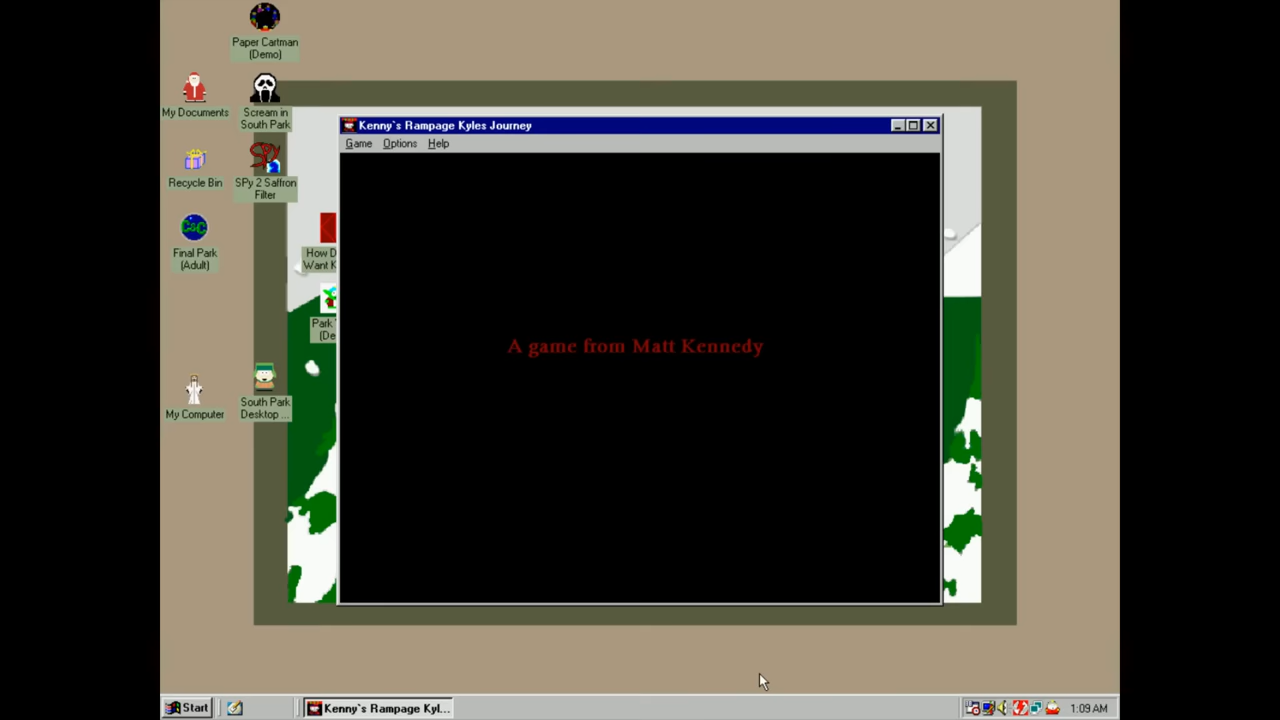 Paper Cartman
(Demo)
My Documents
Scream in
South Park
Recycle Bin
SPy 2 Saffron
Filter
Final Park
(Adult)
How D
Want K
Park
(De
My Computer
South Park
Desktop ...
Kenny`s Rampage Kyles Journey
Game Options Help
A game from Matt Kennedy
Start
Kenny`s Rampage Kyl...
1:09 AM